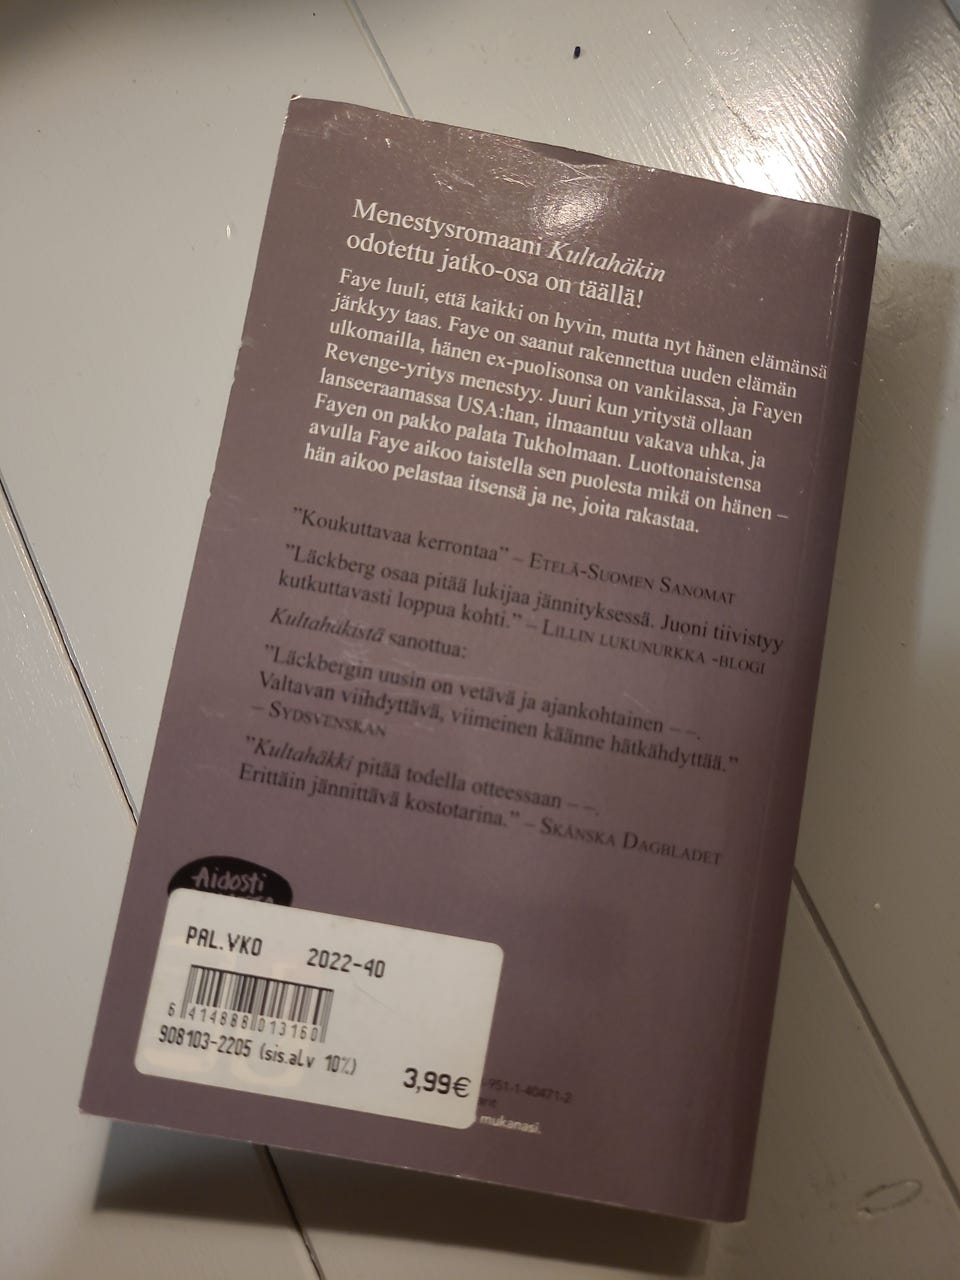 Menestysromaani Kultahäkin
odotettu jatko-osa on täällä!
Faye luuli, että kaikki on hyvin, mutta nyt hänen elämänsä
järkkyy taas. Faye on saanut rakennettua uuden elämän
ulkomailla, hänen ex-puolisonsa on vankilassa, ja Fayen
Revenge-yritys menestyy. Juuri kun yritystä ollaan
lanseeraamassa USA:han, ilmaantuu vakava uhka, ja
Fayen on pakko palata Tukholmaan. Luottonaistensa
avulla Faye aikoo taistella sen puolesta mikä on hänen –
hän aikoo pelastaa itsensä ja ne, joita rakastaa.
”Koukuttavaa kerrontaa” – ETELÄ-SUOMEN SANOMAT
”Läckberg osaa pitää lukijaa jännityksessä. Juoni tiivistyy
kutkuttavasti loppua kohti.” – LILLIN LUKUNURKKA -BLOGI
Kultahäkistä sanottua:
”Läckbergin uusin on vetävä ja ajankohtainen – –.
Valtavan viihdyttävä, viimeinen käänne hätkähdyttää.”
– SYDSVENSKAN
”Kultahäkki pitää todella otteessaan – –.
Erittäin jännittävä kostotarina.” – SKÅNSKA DAGBLADET
Aidosti
PAL.VKO 2022-40
6 414888 013160
908103-2205 (sis.alv 10%)
3,99€
-951-1-40471-2
mukanasi.